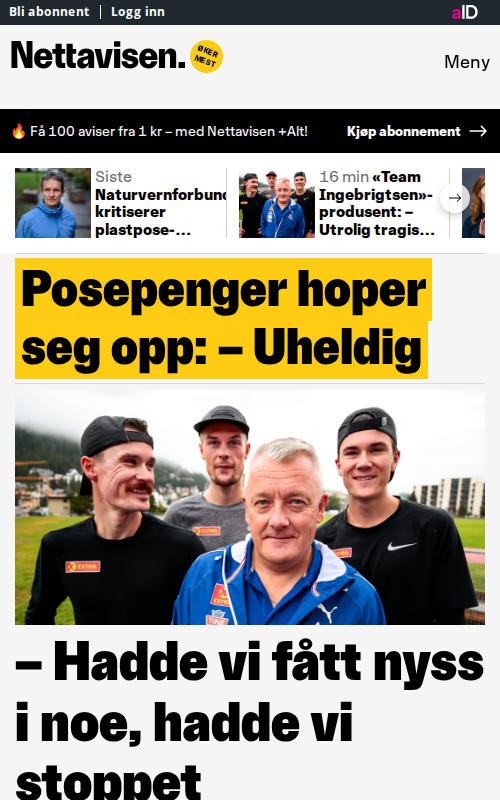 Bli abonnent
Logg inn
aID
Nettavisen.
ØKER
MEST
Meny
🔥 Få 100 aviser fra 1 kr – med Nettavisen +Alt!
Kjøp abonnement →
Siste
Naturvernforbund
kritiserer
plastpose-...
16 min «Team
Ingebrigtsen»-
produsent: –
Utrolig tragis...
Posepenger hoper
seg opp: – Uheldig
EXTRA
EXTRA
EXTRA
EXTRA
TINE
– Hadde vi fått nyss
i noe, hadde vi
stoppet